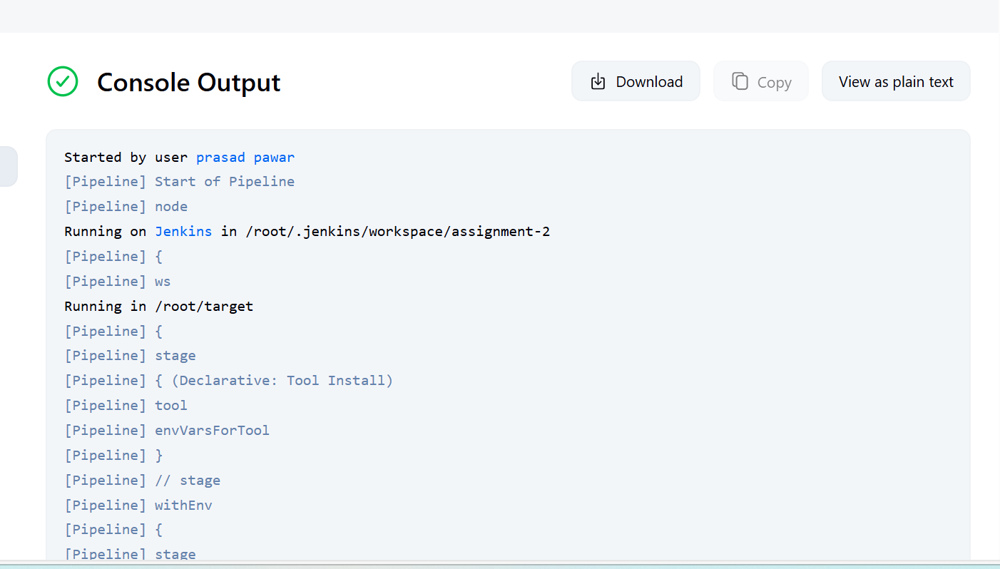 Console Output
Download
Copy
View as plain text
Started by user prasad pawar
[Pipeline] Start of Pipeline
[Pipeline] node
Running on Jenkins in /root/.jenkins/workspace/assignment-2
[Pipeline] {
[Pipeline] ws
Running in /root/target
[Pipeline] {
[Pipeline] stage
[Pipeline] { (Declarative: Tool Install)
[Pipeline] tool
[Pipeline] envVarsForTool
[Pipeline] }
[Pipeline] // stage
[Pipeline] withEnv
[Pipeline] {
[Pipeline] stage